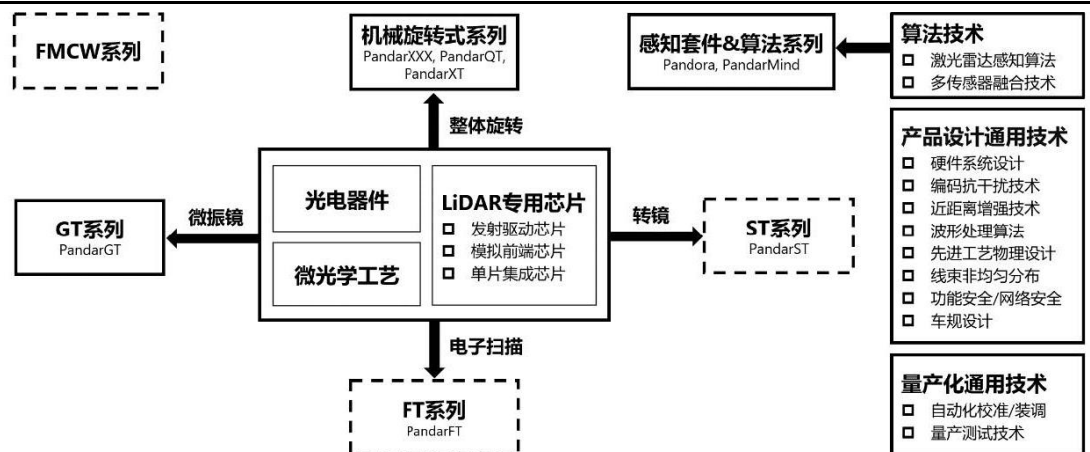 FMCW系列
机械旋转式系列
PandarXXX, PandarQT,
PandarXT
感知套件&算法系列
Pandora, PandarMind
算法技术
激光雷达感知算法
多传感器融合技术
整体旋转
光电器件
微光学工艺
LiDAR专用芯片
发射驱动芯片
模拟前端芯片
单片集成芯片
微振镜
GT系列
PandarGT
转镜
ST系列
PandarST
电子扫描
FT系列
PandarFT
产品设计通用技术
硬件系统设计
编码抗干扰技术
近距离增强技术
波形处理算法
先进工艺物理设计
线束非均匀分布
功能安全/网络安全
车规设计
量产化通用技术
自动化校准/装调
量产测试技术